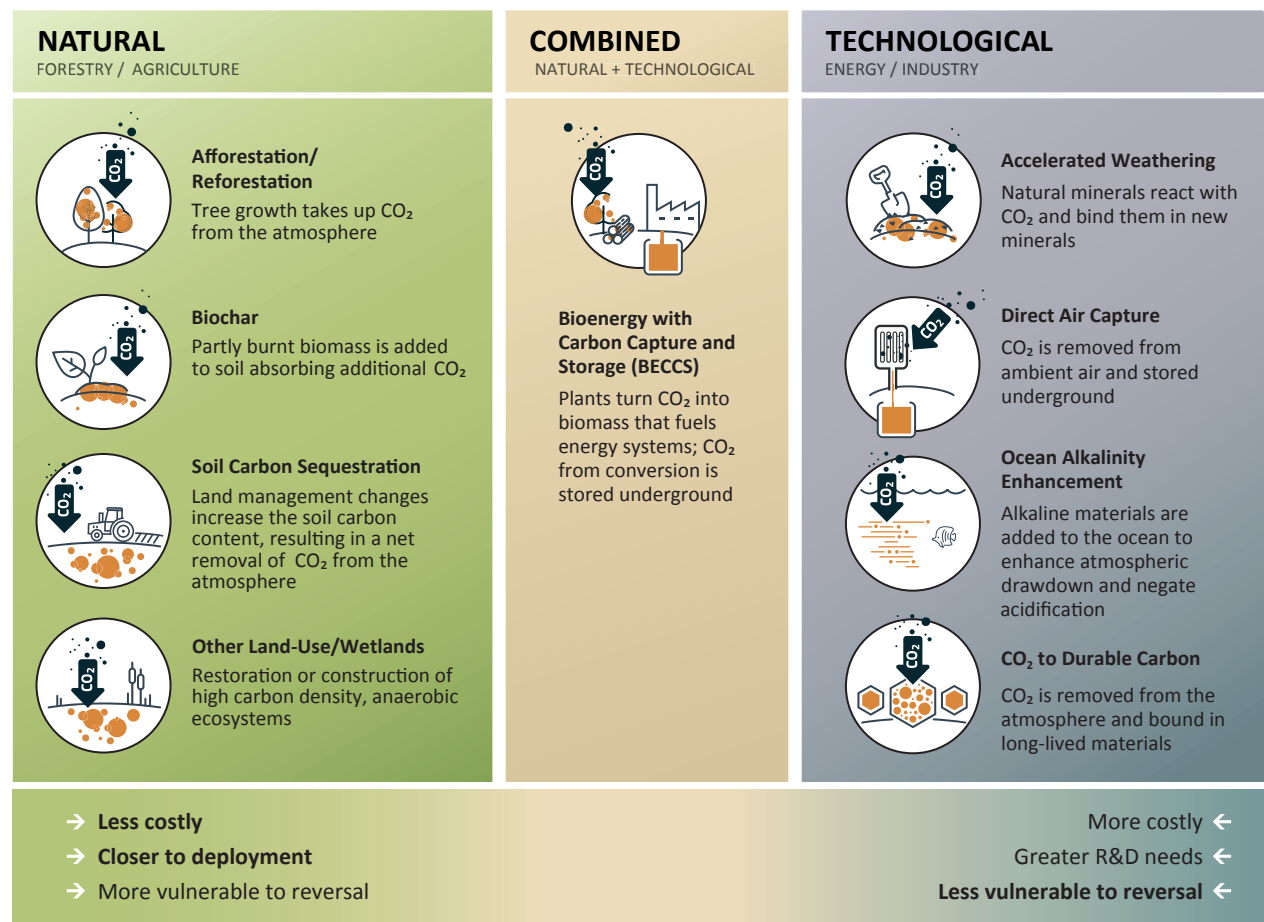 NATURAL
FORESTRY / AGRICULTURE
CO₂
Afforestation/
Reforestation
Tree growth takes up CO₂
from the atmosphere
CO₂
Biochar
Partly burnt biomass is added
to soil absorbing additional CO₂
CO₂
Soil Carbon Sequestration
Land management changes
increase the soil carbon
content, resulting in a net
removal of CO₂ from the
atmosphere
CO₂
Other Land-Use/Wetlands
Restoration or construction of
high carbon density, anaerobic
ecosystems
COMBINED
NATURAL + TECHNOLOGICAL
CO₂
Bioenergy with
Carbon Capture and
Storage (BECCS)
Plants turn CO₂ into
biomass that fuels
energy systems; CO₂
from conversion is
stored underground
TECHNOLOGICAL
ENERGY / INDUSTRY
CO₂
Accelerated Weathering
Natural minerals react with
CO₂ and bind them in new
minerals
CO₂
Direct Air Capture
CO₂ is removed from
ambient air and stored
underground
CO₂
Ocean Alkalinity
Enhancement
Alkaline materials are
added to the ocean to
enhance atmospheric
drawdown and negate
acidification
CO₂
CO₂ to Durable Carbon
CO₂ is removed from the
atmosphere and bound in
long-lived materials
→ Less costly
→ Closer to deployment
→ More vulnerable to reversal
More costly ←
Greater R&D needs ←
Less vulnerable to reversal ←